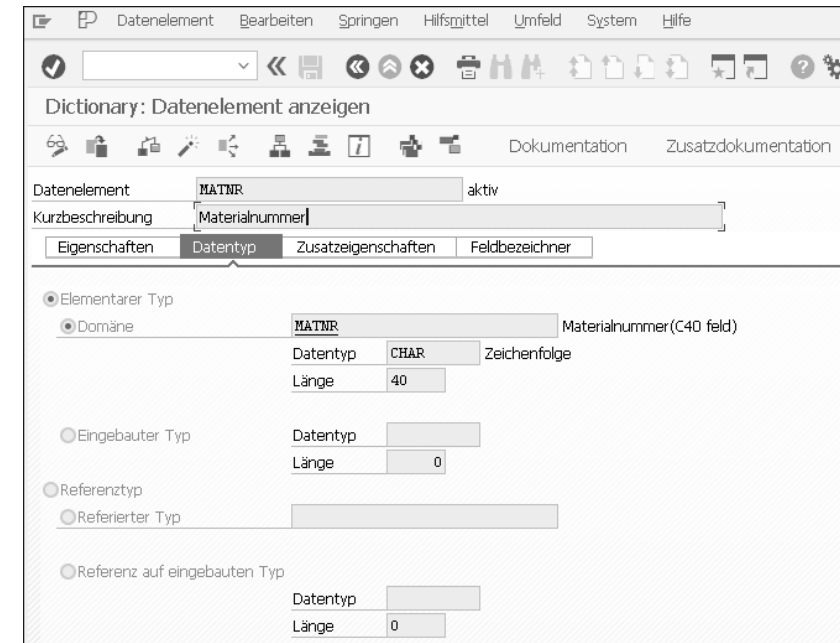 Datenelement Bearbeiten Springen Hilfsmittel Umfeld System Hilfe
Dictionary: Datenelement anzeigen
Dokumentation Zusatzdokumentation
Datenelement MATNR aktiv
Kurzbeschreibung Materialnummer
Eigenschaften Datentyp Zusatzeigenschaften Feldbezeichner
Elementarer Typ
Domäne MATNR Materialnummer(C40 feld)
Datentyp CHAR Zeichenfolge
Länge 40
Eingebauter Typ Datentyp
Länge 0
Referenztyp
Referierter Typ
Referenz auf eingebauten Typ
Datentyp
Länge 0